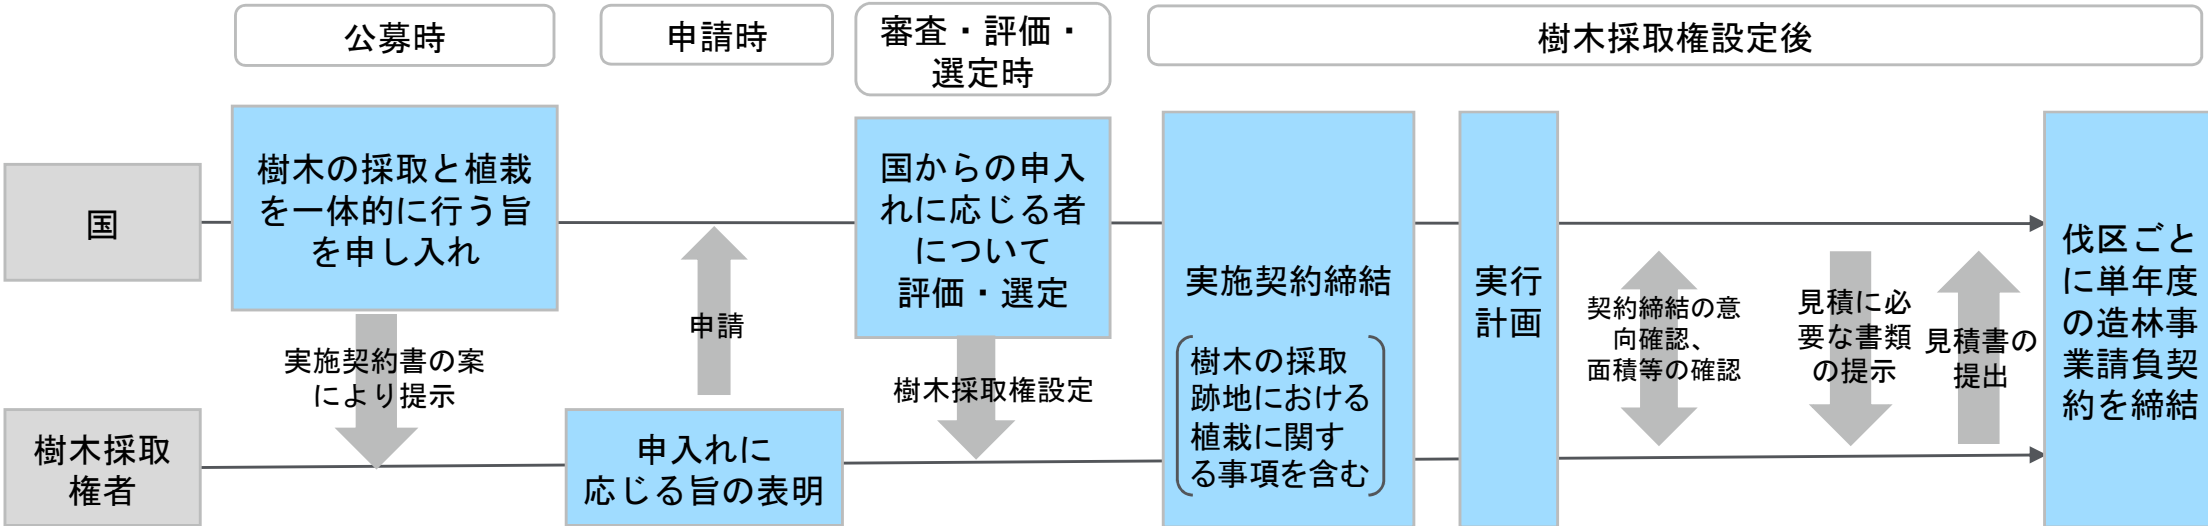 公募時
申請時
審査・評価・
選定時
樹木採取権設定後
国
樹木の採取と植栽
を一体的に行う旨
を申し入れ
実施契約書の案
により提示
申請
国からの申入
れに応じる者
について
評価・選定
樹木採取権設定
実施契約締結
樹木の採取
跡地における
植栽に関す
る事項を含む
実行
計画
契約締結の意
向確認、
面積等の確認
見積に必
要な書類
の提示
見積書の
提出
伐区ごと
に単年度
の造林事
業請負契
約を締結
樹木採取
権者
申入れに
応じる旨の表明